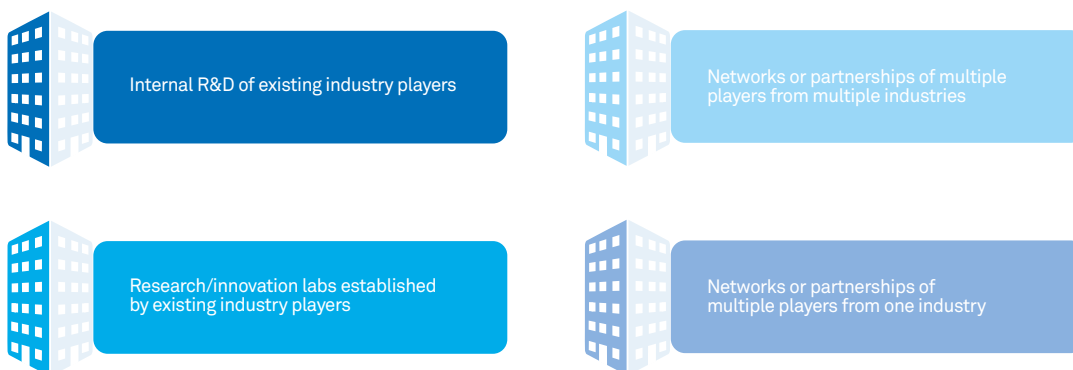 Internal R&D of existing industry players
Networks or partnerships of multiple
players from multiple industries
Research/innovation labs established
by existing industry players
Networks or partnerships of
multiple players from one industry